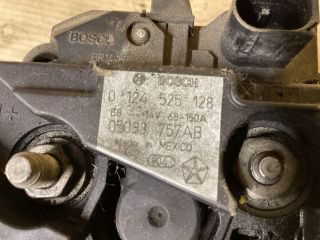 BOSCH
BOSCH
0 124 525 128
14V 68-150A
05033 757AB
Made in MEXICO